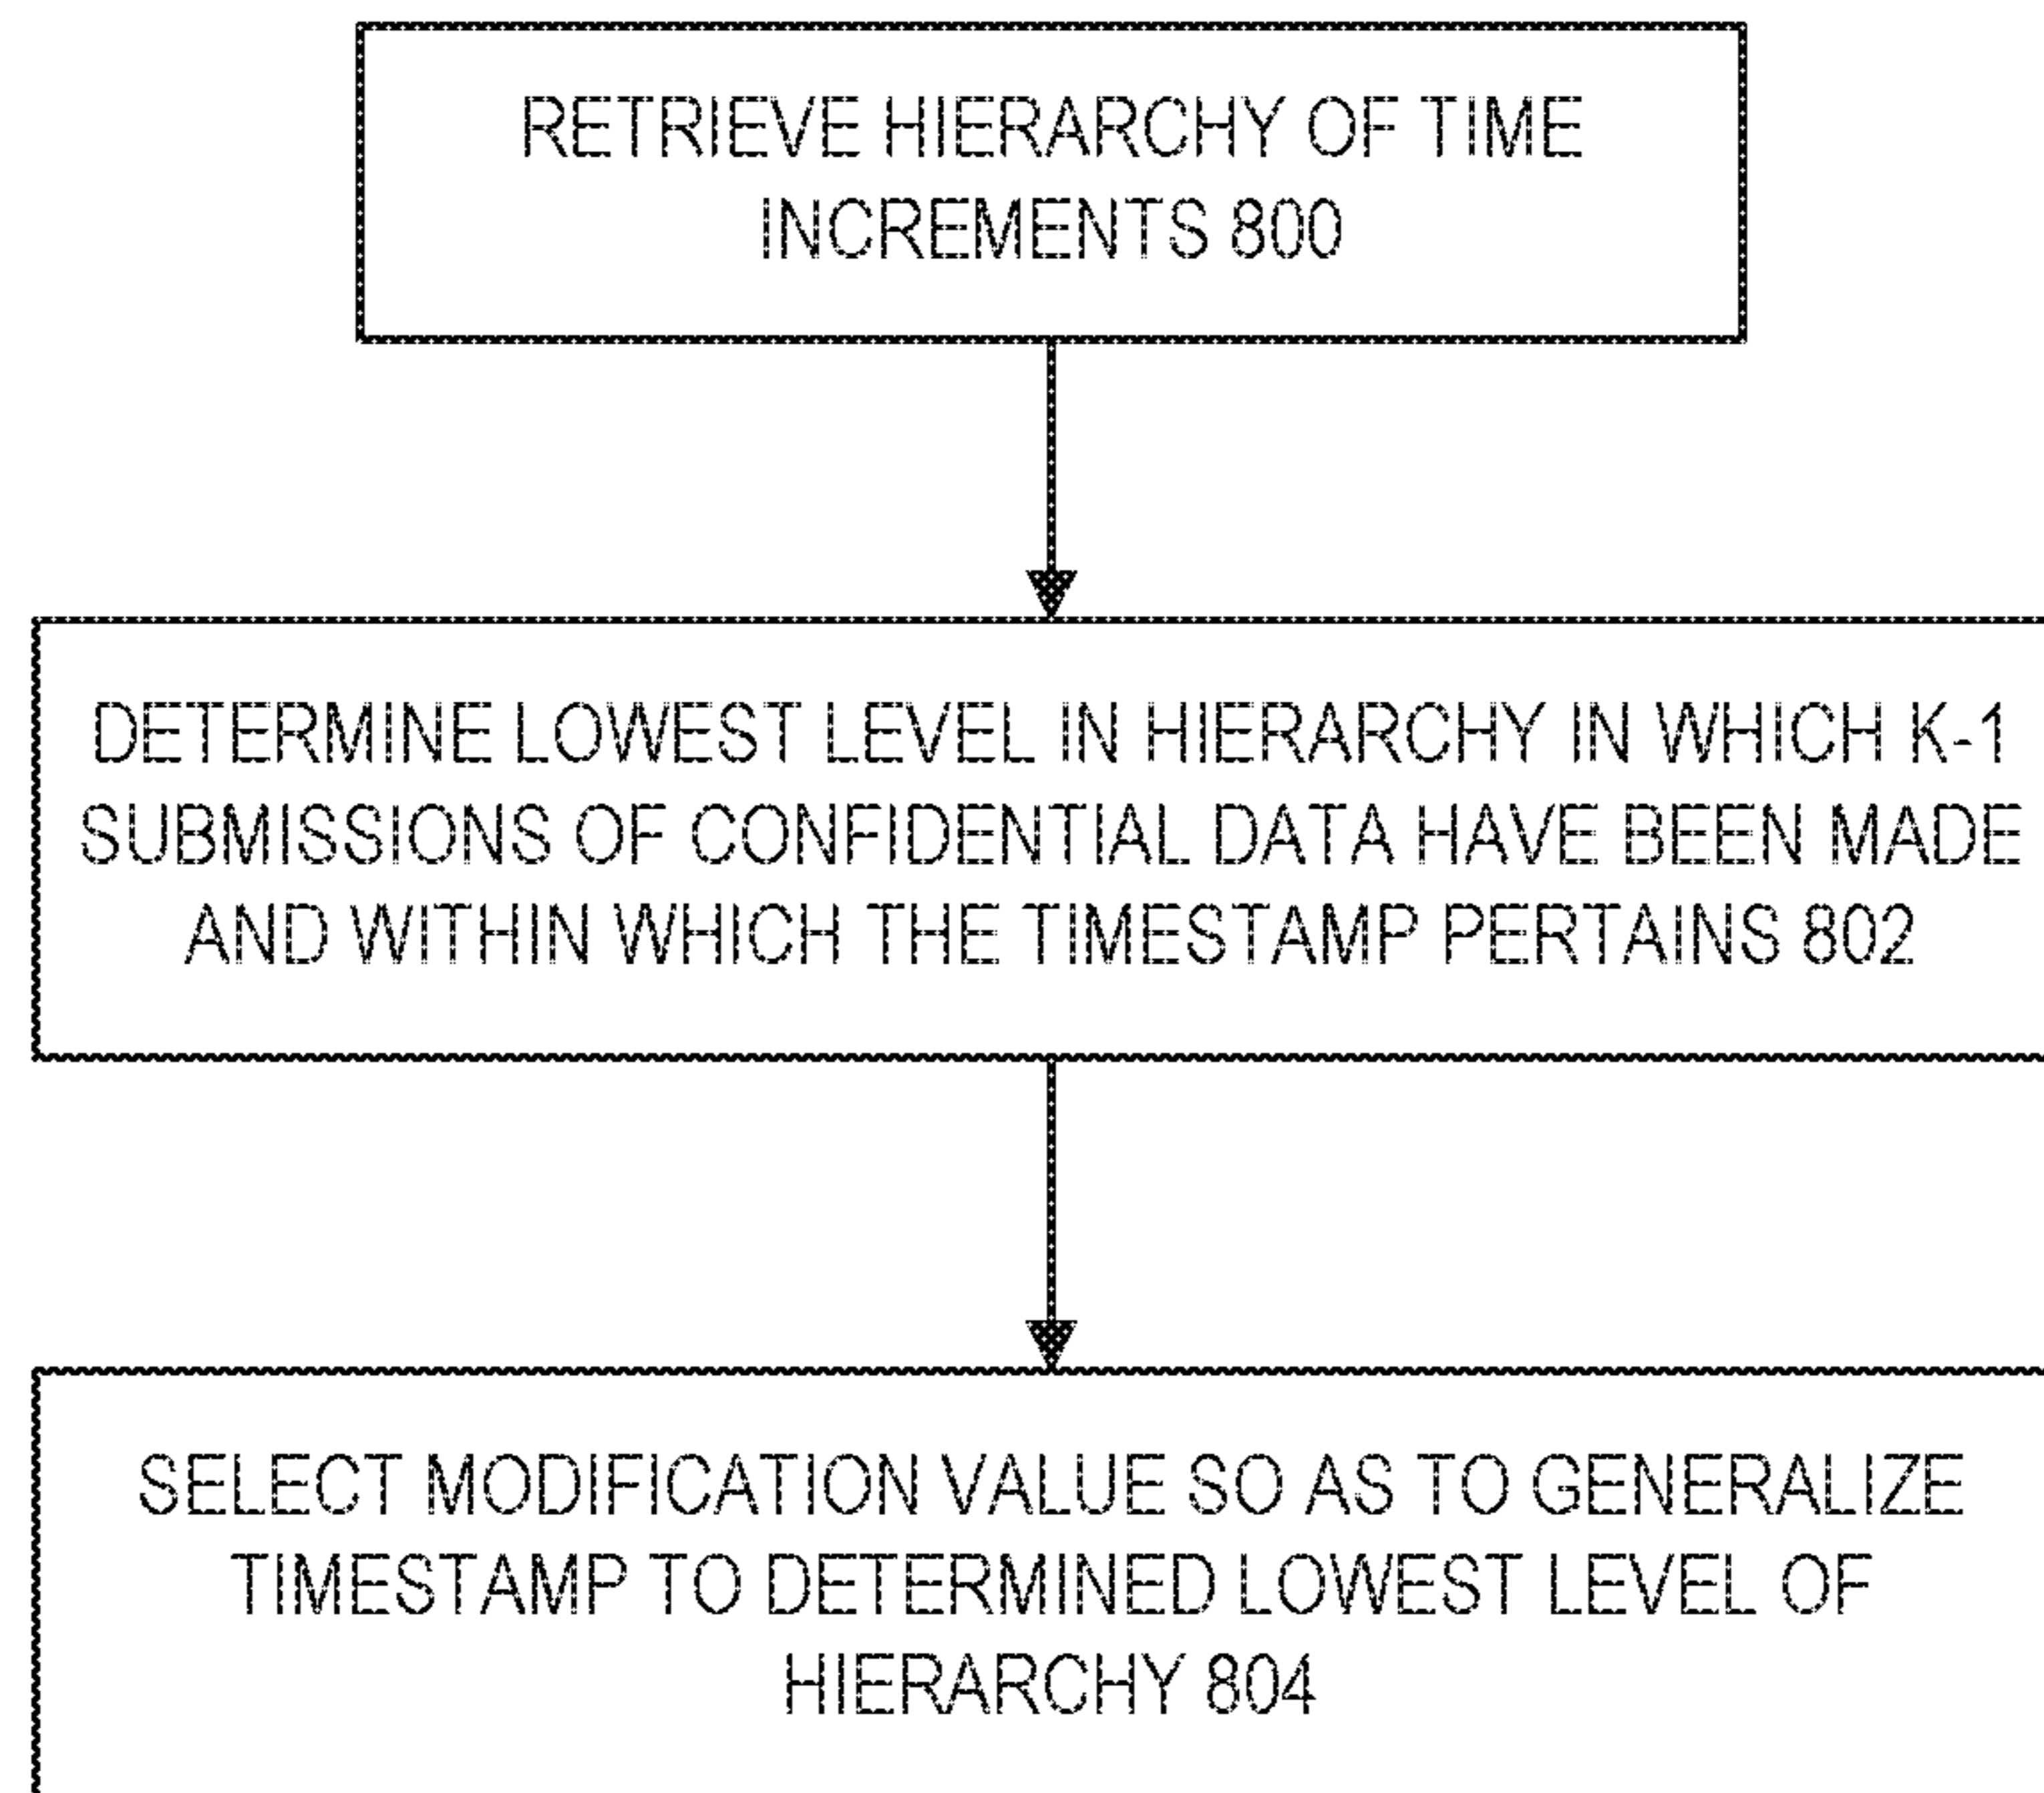 RETRIEVE HIERARCHY OF TIME
INCREMENTS 800
DETERMINE LOWEST LEVEL IN HIERARCHY IN WHICH K-1
SUBMISSIONS OF CONFIDENTIAL DATA HAVE BEEN MADE
AND WITHIN WHICH THE TIMESTAMP PERTAINS 802
SELECT MODIFICATION VALUE SO AS TO GENERALIZE
TIMESTAMP TO DETERMINED LOWEST LEVEL OF
HIERARCHY 804